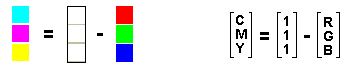 = -
C 1 R
M = 1 - G
Y 1 B